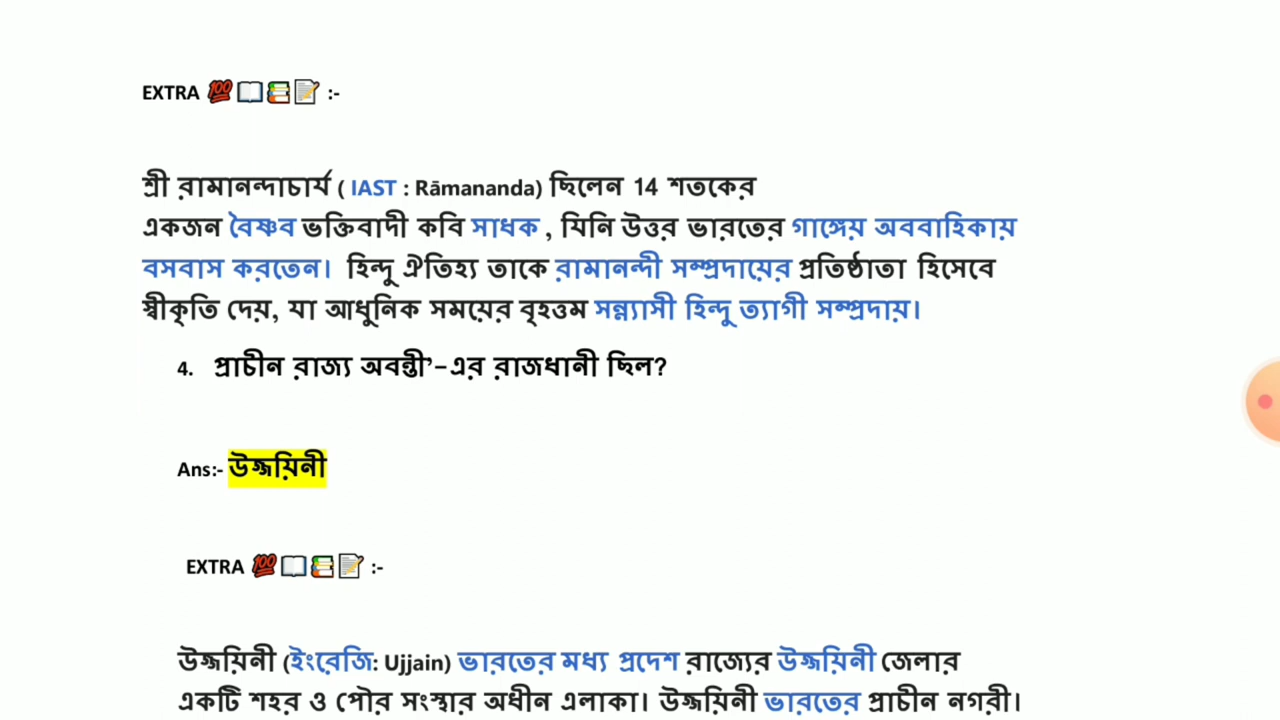 EXTRA 💯📖📚📝 :-
শ্রী রামানন্দাচার্য ( IAST : Rāmananda) ছিলেন 14 শতকের
একজন বৈষ্ণব ভক্তিবাদী কবি সাধক , যিনি উত্তর ভারতের গাঙ্গেয় অববাহিকায়
বসবাস করতেন। হিন্দু ঐতিহ্য তাকে রামানন্দী সম্প্রদায়ের প্রতিষ্ঠাতা হিসেবে
স্বীকৃতি দেয়, যা আধুনিক সময়ের বৃহত্তম সন্ন্যাসী হিন্দু ত্যাগী সম্প্রদায়।
4. প্রাচীন রাজ্য অবন্তী’-এর রাজধানী ছিল?
Ans:- উজ্জয়িনী
EXTRA 💯📖📚📝 :-
উজ্জয়িনী (ইংরেজি: Ujjain) ভারতের মধ্য প্রদেশ রাজ্যের উজ্জয়িনী জেলার
একটি শহর ও পৌর সংস্থার অধীন এলাকা। উজ্জয়িনী ভারতের প্রাচীন নগরী।